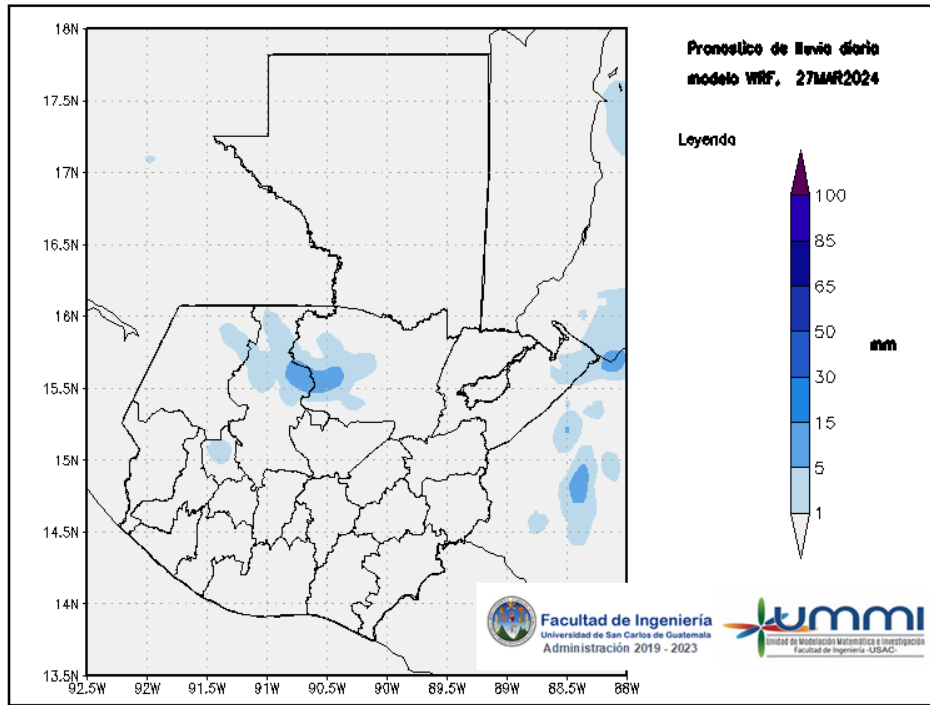 18N
17.5N
17N
16.5N
16N
15.5N
15N
14.5N
14N
13.5N
92.5W
92W
91.5W
91W
90.5W
90W
89.5W
89W
88.5W
88W
Pronostico de lluvia diaria
modelo WRF, 27MAR2024
Leyenda
100
85
65
50
30
15
5
1
mm
Facultad de Ingeniería
Universidad de San Carlos de Guatemala
Administración 2019 - 2023
ummi
Unidad de Modelación Matemática e Investigación
Facultad de Ingeniería -USAC-